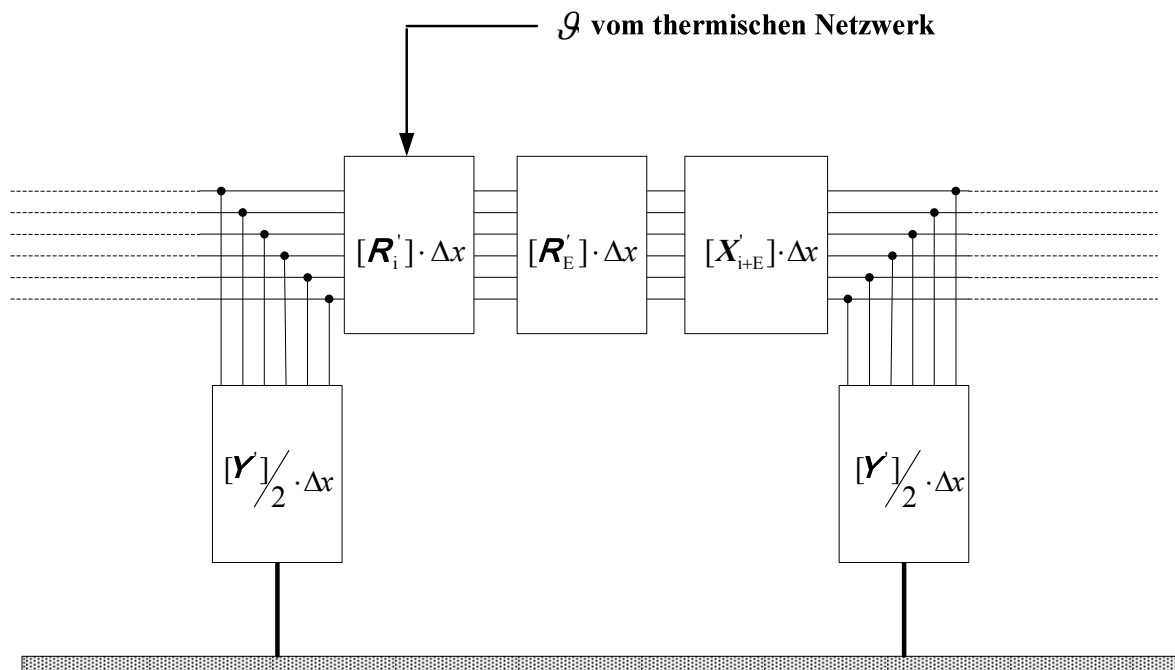 ϑ vom thermischen Netzwerk
[R'i]·Δx
[R'E]·Δx
[X'i+E]·Δx
[Y']/2·Δx
[Y']/2·Δx